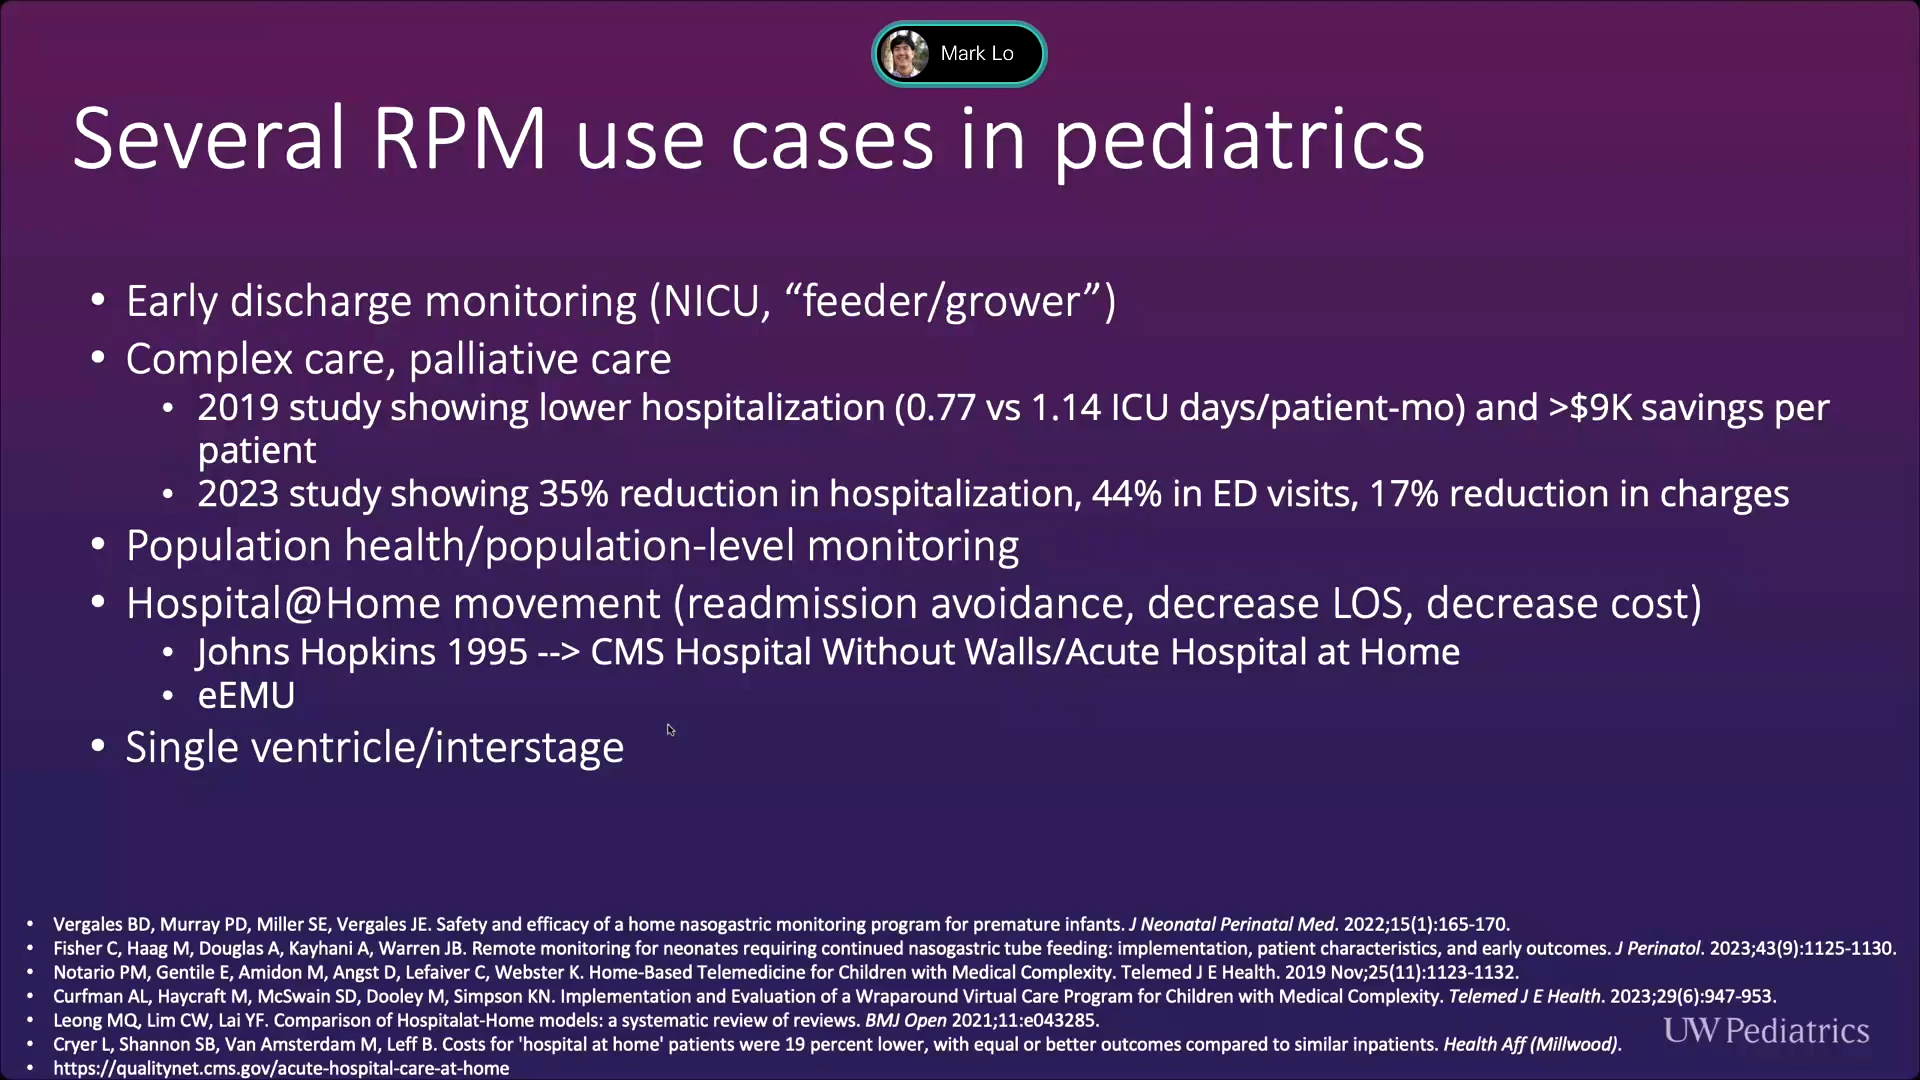 Mark Lo
Several RPM use cases in pediatrics
• Early discharge monitoring (NICU, “feeder/grower”)
• Complex care, palliative care
• 2019 study showing lower hospitalization (0.77 vs 1.14 ICU days/patient-mo) and >$9K savings per
patient
• 2023 study showing 35% reduction in hospitalization, 44% in ED visits, 17% reduction in charges
• Population health/population-level monitoring
• Hospital@Home movement (readmission avoidance, decrease LOS, decrease cost)
• Johns Hopkins 1995 --> CMS Hospital Without Walls/Acute Hospital at Home
• eEMU
• Single ventricle/interstage
• Vergales BD, Murray PD, Miller SE, Vergales JE. Safety and efficacy of a home nasogastric monitoring program for premature infants. J Neonatal Perinatal Med. 2022;15(1):165-170.
• Fisher C, Haag M, Douglas A, Kayhani A, Warren JB. Remote monitoring for neonates requiring continued nasogastric tube feeding: implementation, patient characteristics, and early outcomes. J Perinatol. 2023;43(9):1125-1130.
• Notario PM, Gentile E, Amidon M, Angst D, Lefaiver C, Webster K. Home-Based Telemedicine for Children with Medical Complexity. Telemed J E Health. 2019 Nov;25(11):1123-1132.
• Curfman AL, Haycraft M, McSwain SD, Dooley M, Simpson KN. Implementation and Evaluation of a Wraparound Virtual Care Program for Children with Medical Complexity. Telemed J E Health. 2023;29(6):947-953.
• Leong MQ, Lim CW, Lai YF. Comparison of Hospitalat-Home models: a systematic review of reviews. BMJ Open 2021;11:e043285.
• Cryer L, Shannon SB, Van Amsterdam M, Leff B. Costs for 'hospital at home' patients were 19 percent lower, with equal or better outcomes compared to similar inpatients. Health Aff (Millwood).
• https://qualitynet.cms.gov/acute-hospital-care-at-home
UW Pediatrics